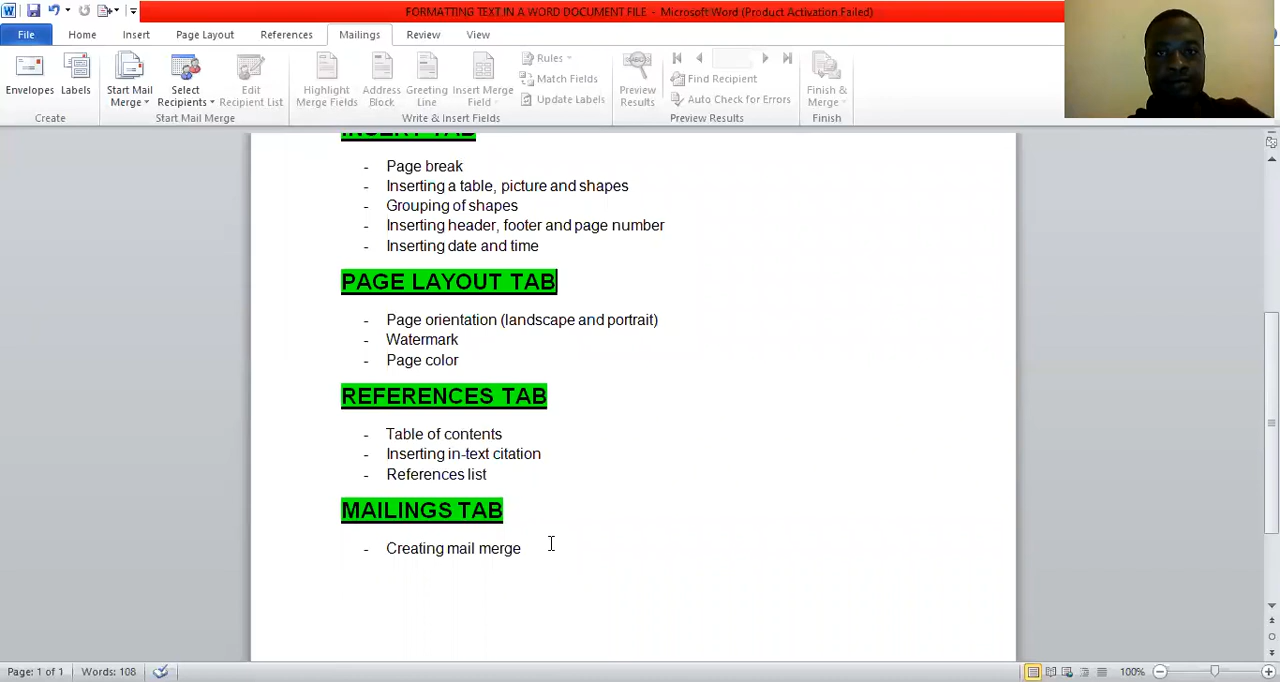 FORMATTING TEXT IN A WORD DOCUMENT FILE - Microsoft Word (Product Activation Failed)
File Home Insert Page Layout References Mailings Review View
Envelopes
Labels
Create
Start Mail Merge
Select Recipients
Edit Recipient List
Start Mail Merge
Highlight Merge Fields
Address Block
Greeting Line
Insert Merge Field
Rules
Match Fields
Update Labels
Write & Insert Fields
Preview Results
Find Recipient
Auto Check for Errors
Preview Results
Finish & Merge
Finish
INSERT TAB
- Page break
- Inserting a table, picture and shapes
- Grouping of shapes
- Inserting header, footer and page number
- Inserting date and time
PAGE LAYOUT TAB
- Page orientation (landscape and portrait)
- Watermark
- Page color
REFERENCES TAB
- Table of contents
- Inserting in-text citation
- References list
MAILINGS TAB
- Creating mail merge
Page: 1 of 1 Words: 108 100%